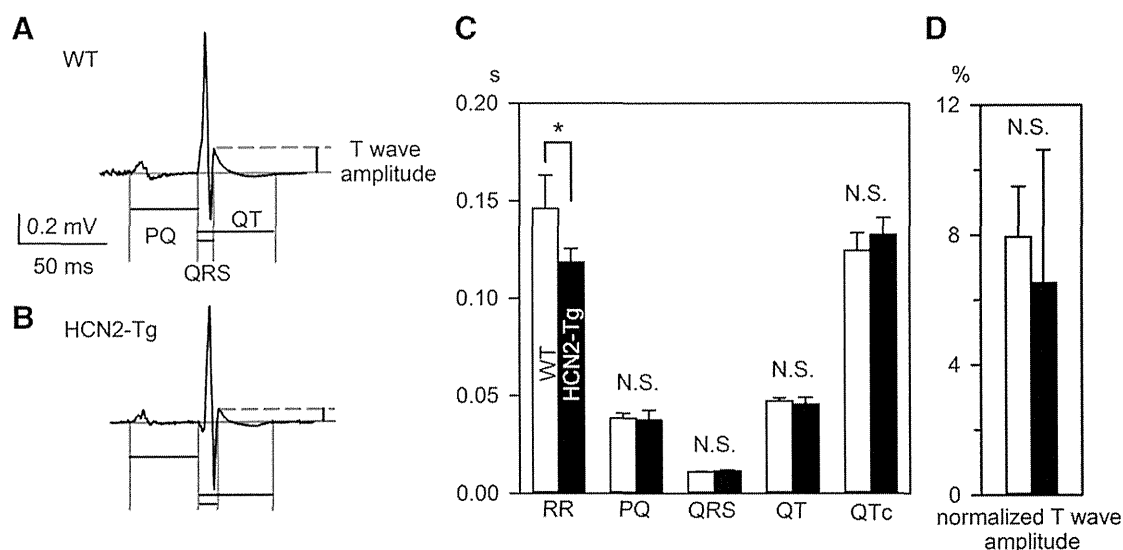 A
WT
T wave
amplitude
0.2 mV
50 ms
PQ
QT
QRS
B
HCN2-Tg
C
s
0.20
0.15
0.10
0.05
0.00
*
WT
HCN2-Tg
N.S.
N.S.
N.S.
N.S.
RR
PQ
QRS
QT
QTc
D
%
12
8
4
0
N.S.
normalized T wave
amplitude